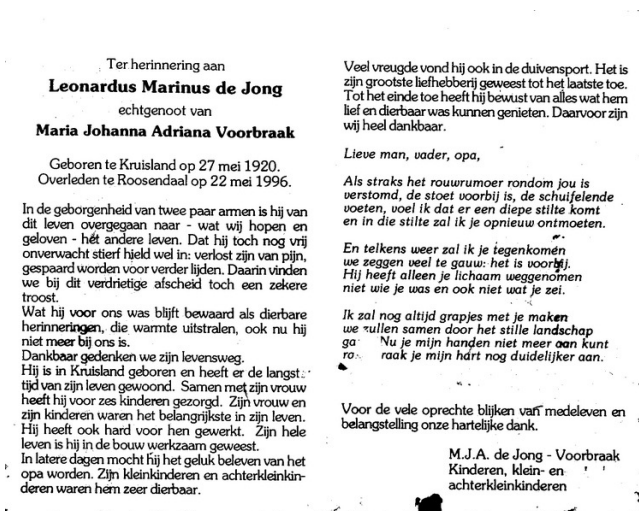 Ter herinnering aan
Leonardus Marinus de Jong
echtgenoot van
Maria Johanna Adriana Voorbraak
Geboren te Kruisland op 27 mei 1920.
Overleden te Roosendaal op 22 mei 1996.
In de geborgenheid van twee paar armen is hij van
dit leven overgegaan naar - wat wij hopen en
geloven - hét andere leven. Dat hij toch nog vrij
onverwacht stierf hield wel in: verlost zijn van pijn,
gespaard worden voor verder lijden. Daarin vinden
we bij dit verdrietige afscheid toch een zekere
troost.
Wat hij voor ons was blijft bewaard als dierbare
herinneringen, die warmte uitstralen, ook nu hij
niet meer bij ons is.
Dankbaar gedenken we zijn levensweg.
Hij is in Kruisland geboren en heeft er de langste
tijd van zijn leven gewoond. Samen met zijn vrouw
heeft hij voor zes kinderen gezorgd. Zijn vrouw en
zijn kinderen waren het belangrijkste in zijn leven.
Hij heeft ook hard voor hen gewerkt. Zijn hele
leven is hij in de bouw werkzaam geweest.
In latere dagen mocht hij het geluk beleven van het
opa worden. Zijn kleinkinderen en achterkleinkin-
deren waren hem zeer dierbaar.
Veel vreugde vond hij ook in de duivensport. Het is
zijn grootste liefhebberij geweest tot het laatste toe.
Tot het einde toe heeft hij bewust van alles wat hem
lief en dierbaar was kunnen genieten. Daarvoor zijn
wij heel dankbaar.
Lieve man, vader, opa,
Als straks het rouwrumoer rondom jou is
verstomd, de stoet voorbij is, de schuifelende
voeten, voel ik dat er een diepe stilte komt
en in die stilte zal ik je opnieuw ontmoeten.
En telkens weer zal ik je tegenkomen
we zeggen veel te gauw: het is voorbij.
Hij heeft alleen je lichaam weggenomen
niet wie je was en ook niet wat je zei.
Ik zal nog altijd grapjes met je maken
we zullen samen door het stille landschap
ga Nu je mijn handen niet meer aan kunt
raak je mijn hart nog duidelijker aan.
Voor de vele oprechte blijken van medeleven en
belangstelling onze hartelijke dank.
M.J.A. de Jong - Voorbraak
Kinderen, klein- en
achterkleinkinderen